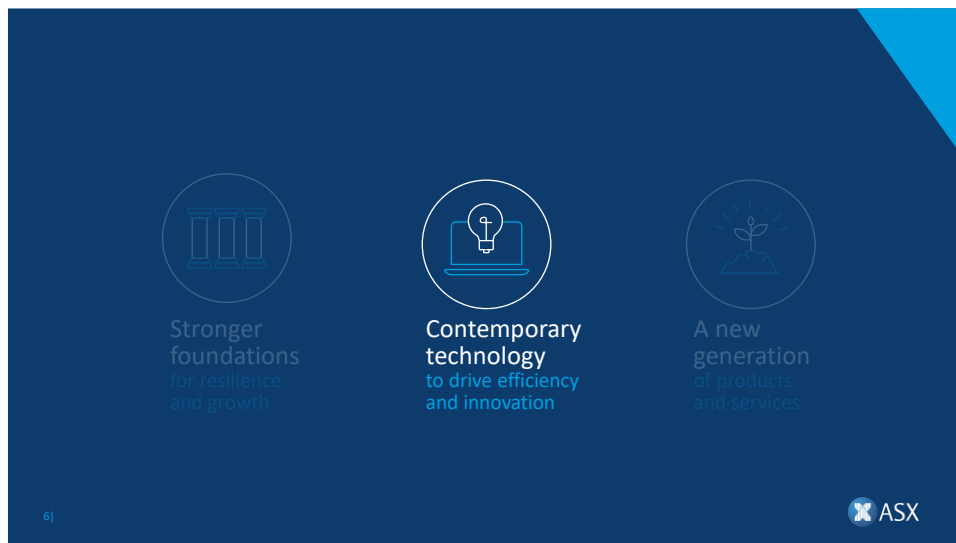 Stronger
foundations
for resilience
and growth
Contemporary
technology
to drive efficiency
and innovation
A new
generation
of products
and services
6|
ASX